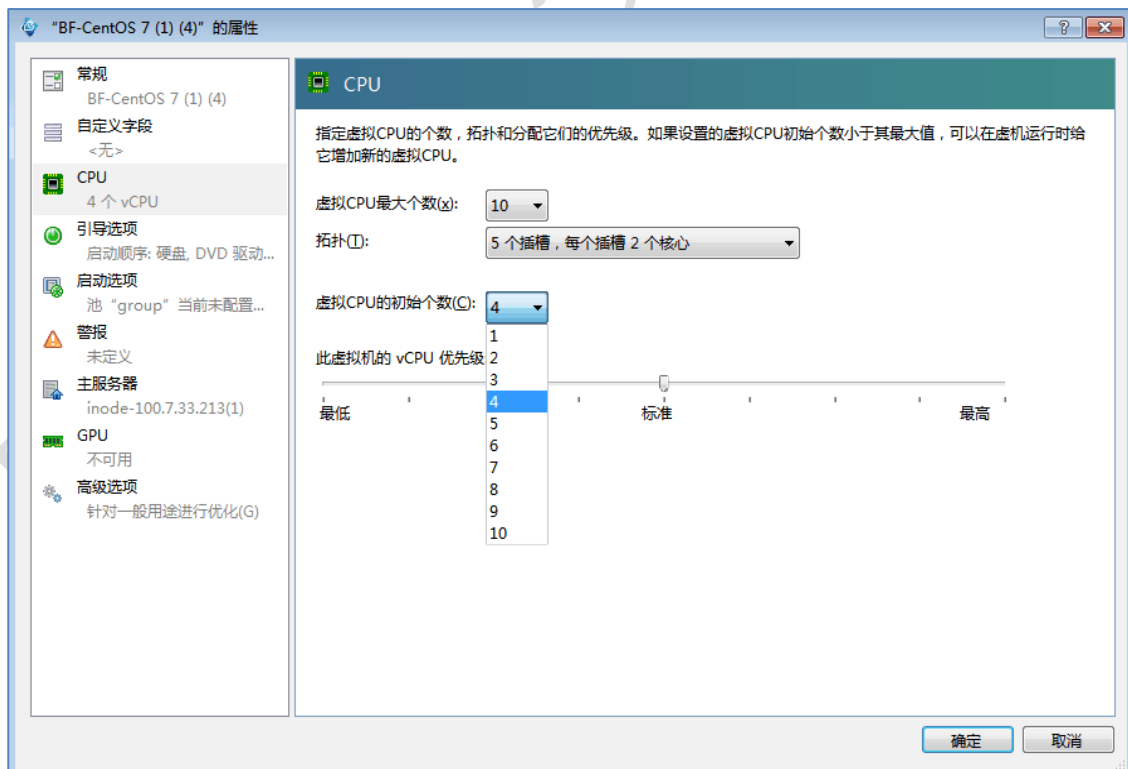 “BF-CentOS 7 (1) (4)” 的属性
常规
BF-CentOS 7 (1) (4)
自定义字段
<无>
CPU
4 个 vCPU
引导选项
启动顺序: 硬盘, DVD 驱动...
启动选项
池“group”当前未配置...
警报
未定义
主服务器
inode-100.7.33.213(1)
GPU
不可用
高级选项
针对一般用途进行优化(G)
CPU
指定虚拟CPU的个数，拓扑和分配它们的优先级。如果设置的虚拟CPU初始个数小于其最大值，可以在虚机运行时给
它增加新的虚拟CPU。
虚拟CPU最大个数(x): 10
拓扑(T): 5 个插槽，每个插槽 2 个核心
虚拟CPU的初始个数(C): 4
1
此虚拟机的 vCPU 优先级 2
3
4
最低 标准 最高
5
6
7
8
9
10
确定 取消